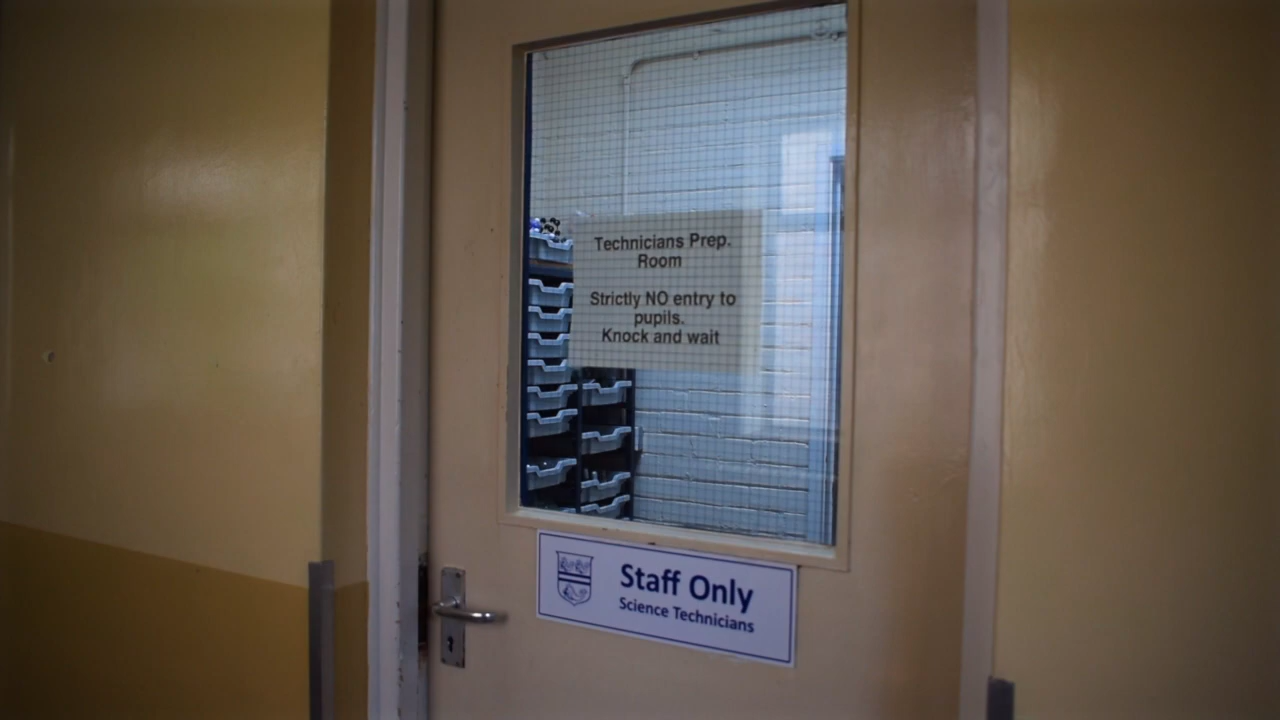 Technicians Prep.
Room
Strictly NO entry to
pupils.
Knock and wait
Staff Only
Science Technicians